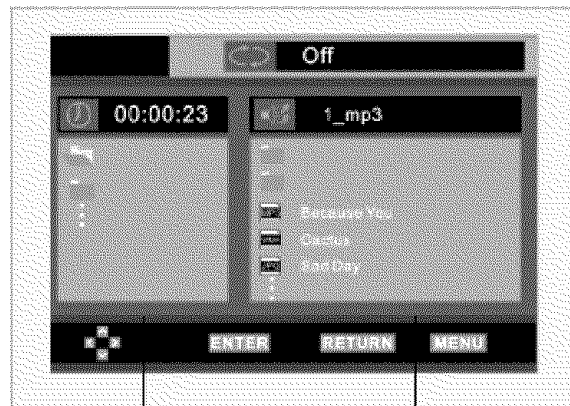 Off
00:00:23
1_mp3
Because You
Cactus
Sad Day
ENTER RETURN MENU